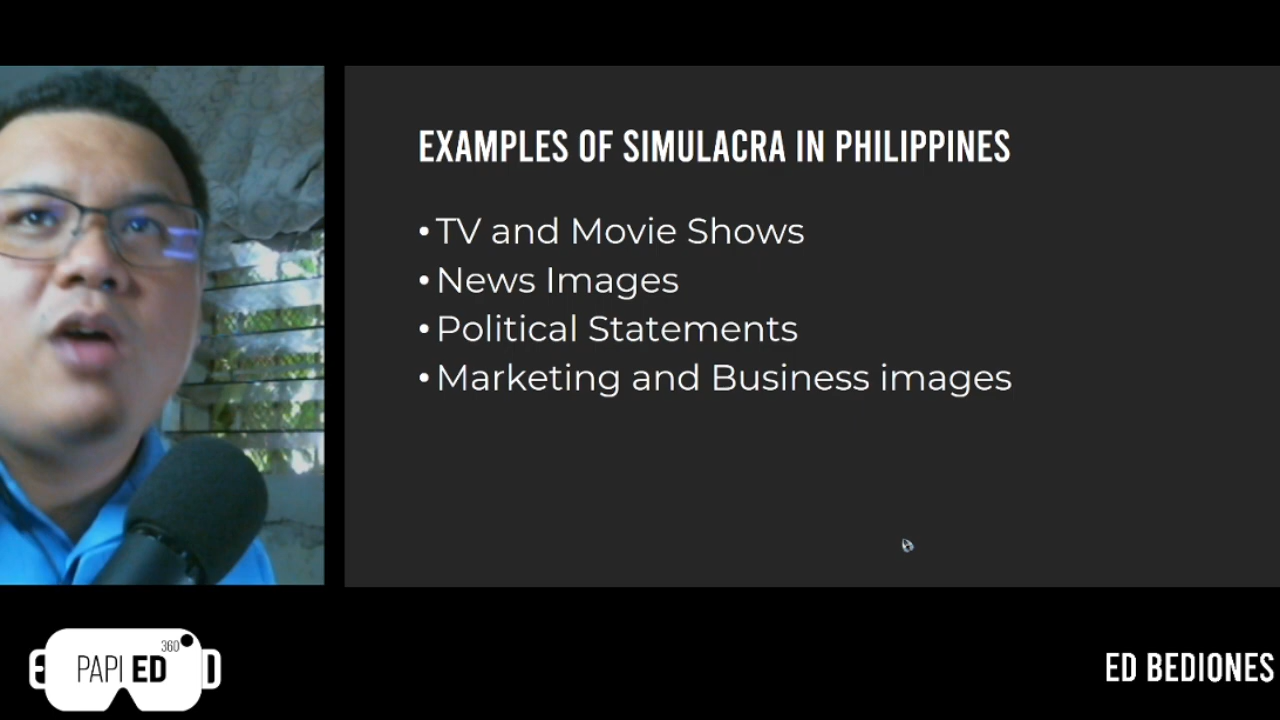 EXAMPLES OF SIMULACRA IN PHILIPPINES
• TV and Movie Shows
• News Images
• Political Statements
• Marketing and Business images
360
PAPI ED
ED BEDIONES